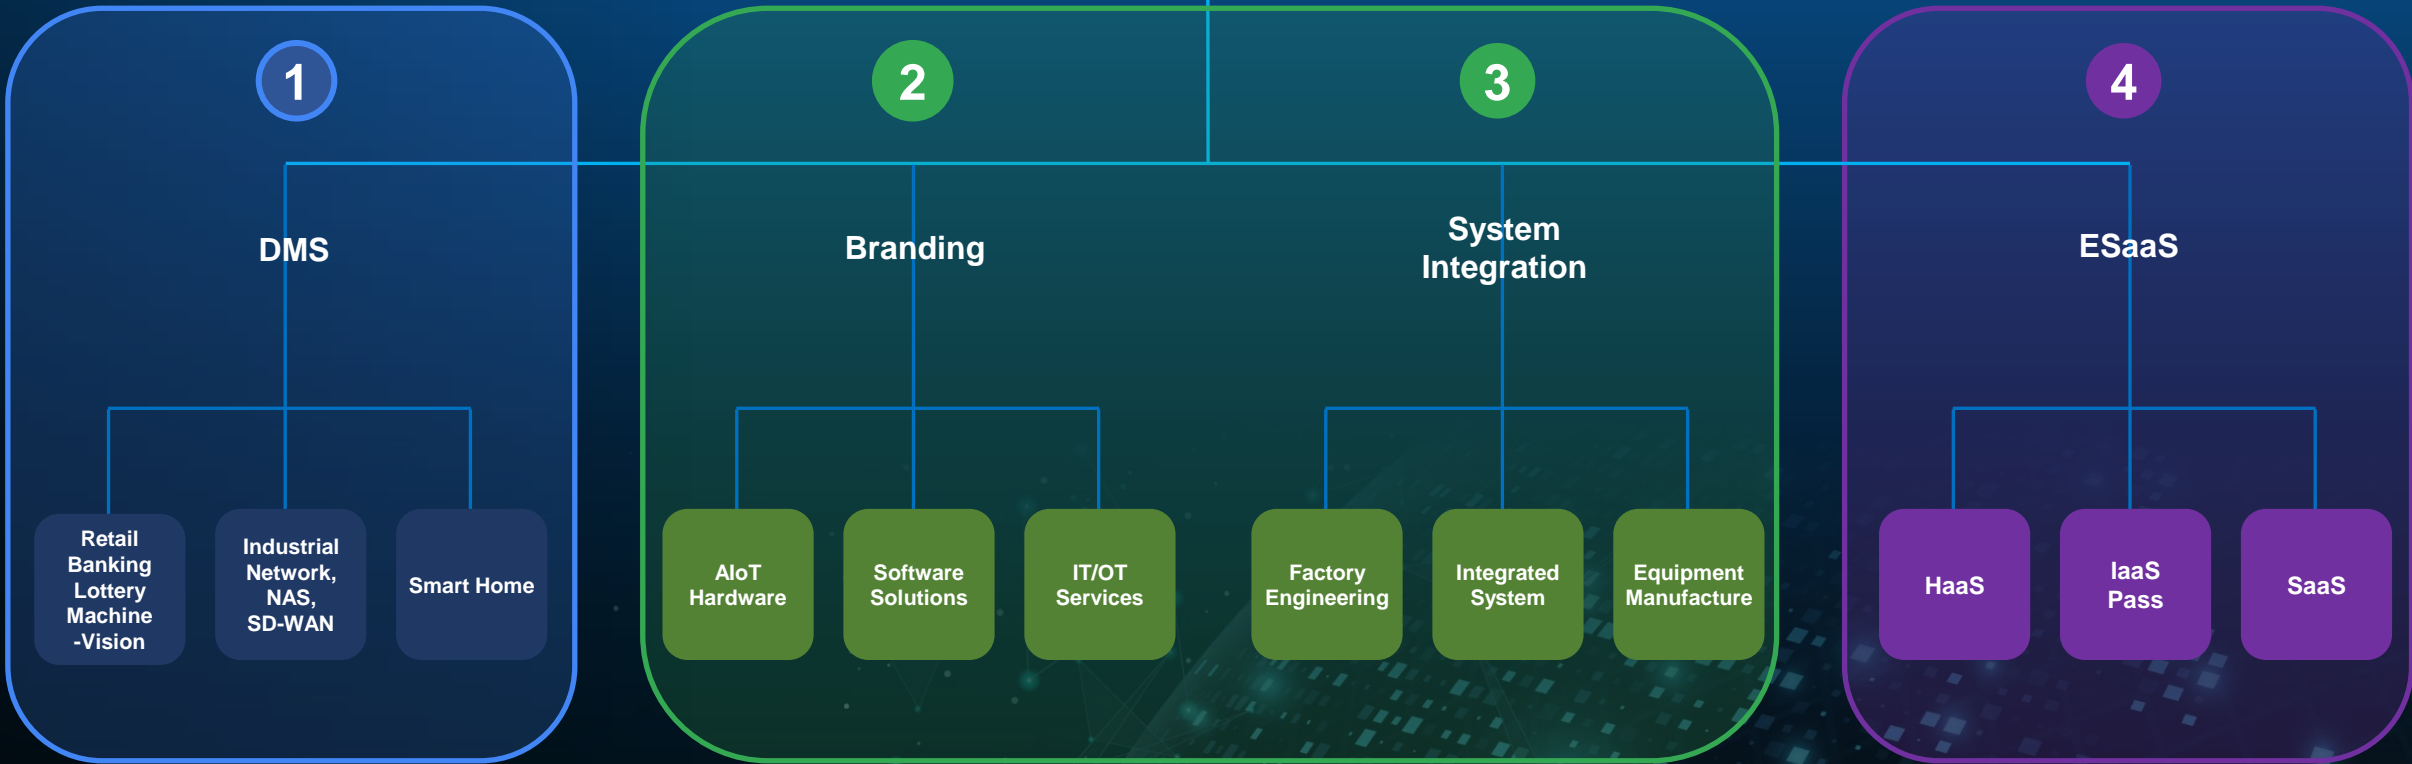 1
2
3
4
DMS
Branding
System
Integration
ESaaS
Retail
Banking
Lottery
Machine
-Vision
Industrial
Network,
NAS,
SD-WAN
Smart Home
AIoT
Hardware
Software
Solutions
IT/OT
Services
Factory
Engineering
Integrated
System
Equipment
Manufacture
HaaS
IaaS
Pass
SaaS